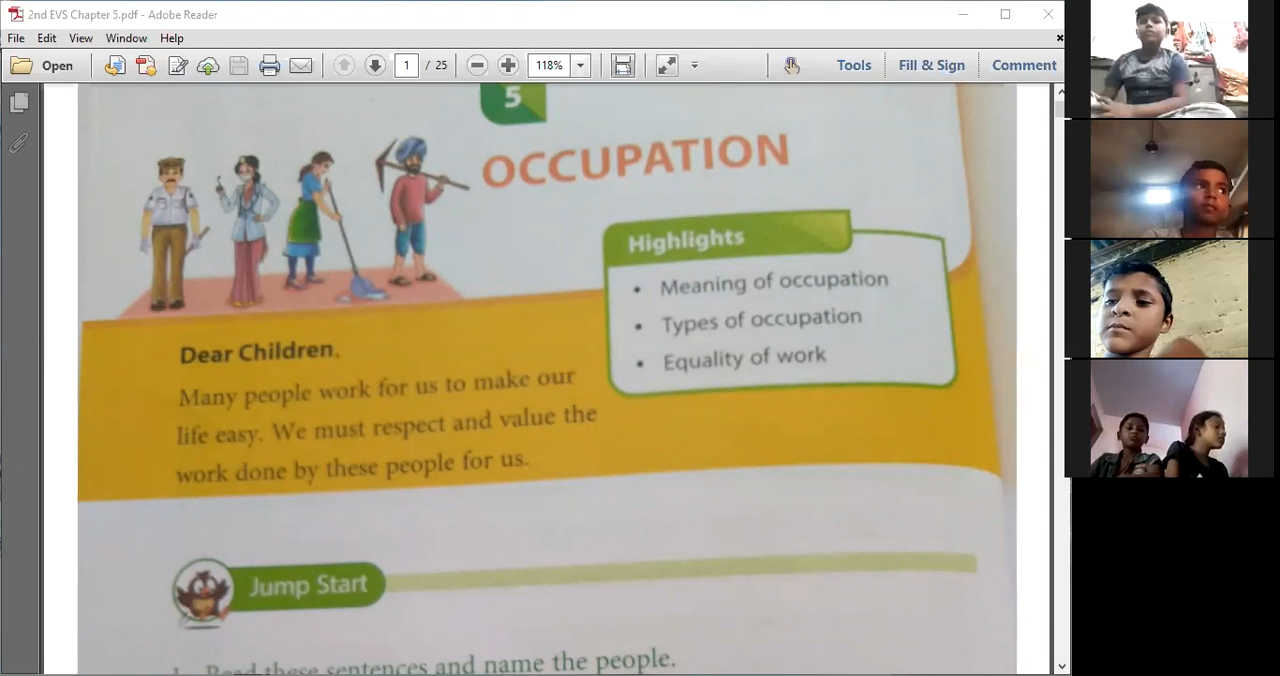 2nd EVS Chapter 5.pdf - Adobe Reader
File Edit View Window Help
Open 1 / 25 118% Tools Fill & Sign Comment
5
OCCUPATION
Highlights
• Meaning of occupation
• Types of occupation
• Equality of work
Dear Children,
Many people work for us to make our
life easy. We must respect and value the
work done by these people for us.
Jump Start
1. Read these sentences and name the people.